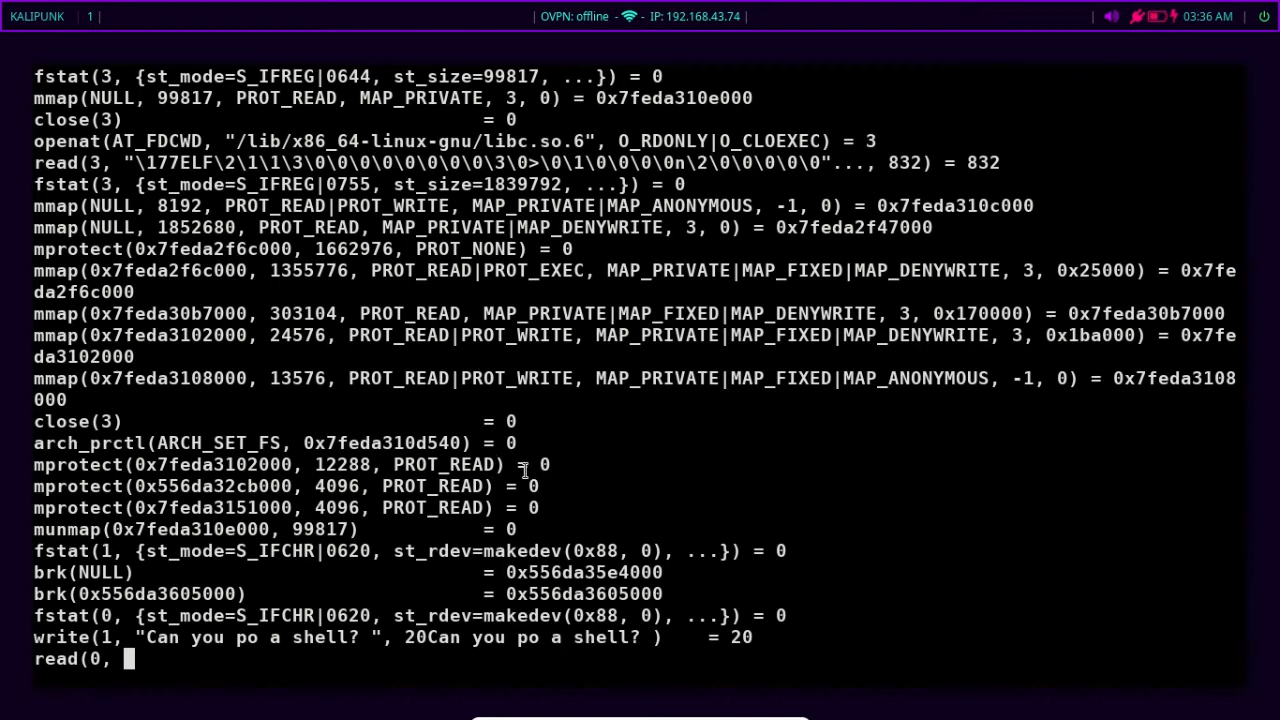 KALIPUNK | 1 | | OVPN: offline - - IP: 192.168.43.74 | | 03:36 AM |
fstat(3, {st_mode=S_IFREG|0644, st_size=99817, ...}) = 0
mmap(NULL, 99817, PROT_READ, MAP_PRIVATE, 3, 0) = 0x7feda310e000
close(3) = 0
openat(AT_FDCWD, "/lib/x86_64-linux-gnu/libc.so.6", O_RDONLY|O_CLOEXEC) = 3
read(3, "\177ELF\2\1\1\3\0\0\0\0\0\0\0\0\3\0>\0\1\0\0\0\0n\2\0\0\0\0\0"..., 832) = 832
fstat(3, {st_mode=S_IFREG|0755, st_size=1839792, ...}) = 0
mmap(NULL, 8192, PROT_READ|PROT_WRITE, MAP_PRIVATE|MAP_ANONYMOUS, -1, 0) = 0x7feda310c000
mmap(NULL, 1852680, PROT_READ, MAP_PRIVATE|MAP_DENYWRITE, 3, 0) = 0x7feda2f47000
mprotect(0x7feda2f6c000, 1662976, PROT_NONE) = 0
mmap(0x7feda2f6c000, 1355776, PROT_READ|PROT_EXEC, MAP_PRIVATE|MAP_FIXED|MAP_DENYWRITE, 3, 0x25000) = 0x7fe
da2f6c000
mmap(0x7feda30b7000, 303104, PROT_READ, MAP_PRIVATE|MAP_FIXED|MAP_DENYWRITE, 3, 0x170000) = 0x7feda30b7000
mmap(0x7feda3102000, 24576, PROT_READ|PROT_WRITE, MAP_PRIVATE|MAP_FIXED|MAP_DENYWRITE, 3, 0x1ba000) = 0x7fe
da3102000
mmap(0x7feda3108000, 13576, PROT_READ|PROT_WRITE, MAP_PRIVATE|MAP_FIXED|MAP_ANONYMOUS, -1, 0) = 0x7feda3108
000
close(3) = 0
arch_prctl(ARCH_SET_FS, 0x7feda310d540) = 0
mprotect(0x7feda3102000, 12288, PROT_READ) = 0
mprotect(0x556da32cb000, 4096, PROT_READ) = 0
mprotect(0x7feda3151000, 4096, PROT_READ) = 0
munmap(0x7feda310e000, 99817) = 0
fstat(1, {st_mode=S_IFCHR|0620, st_rdev=makedev(0x88, 0), ...}) = 0
brk(NULL) = 0x556da35e4000
brk(0x556da3605000) = 0x556da3605000
fstat(0, {st_mode=S_IFCHR|0620, st_rdev=makedev(0x88, 0), ...}) = 0
write(1, "Can you po a shell? ", 20Can you po a shell? ) = 20
read(0,